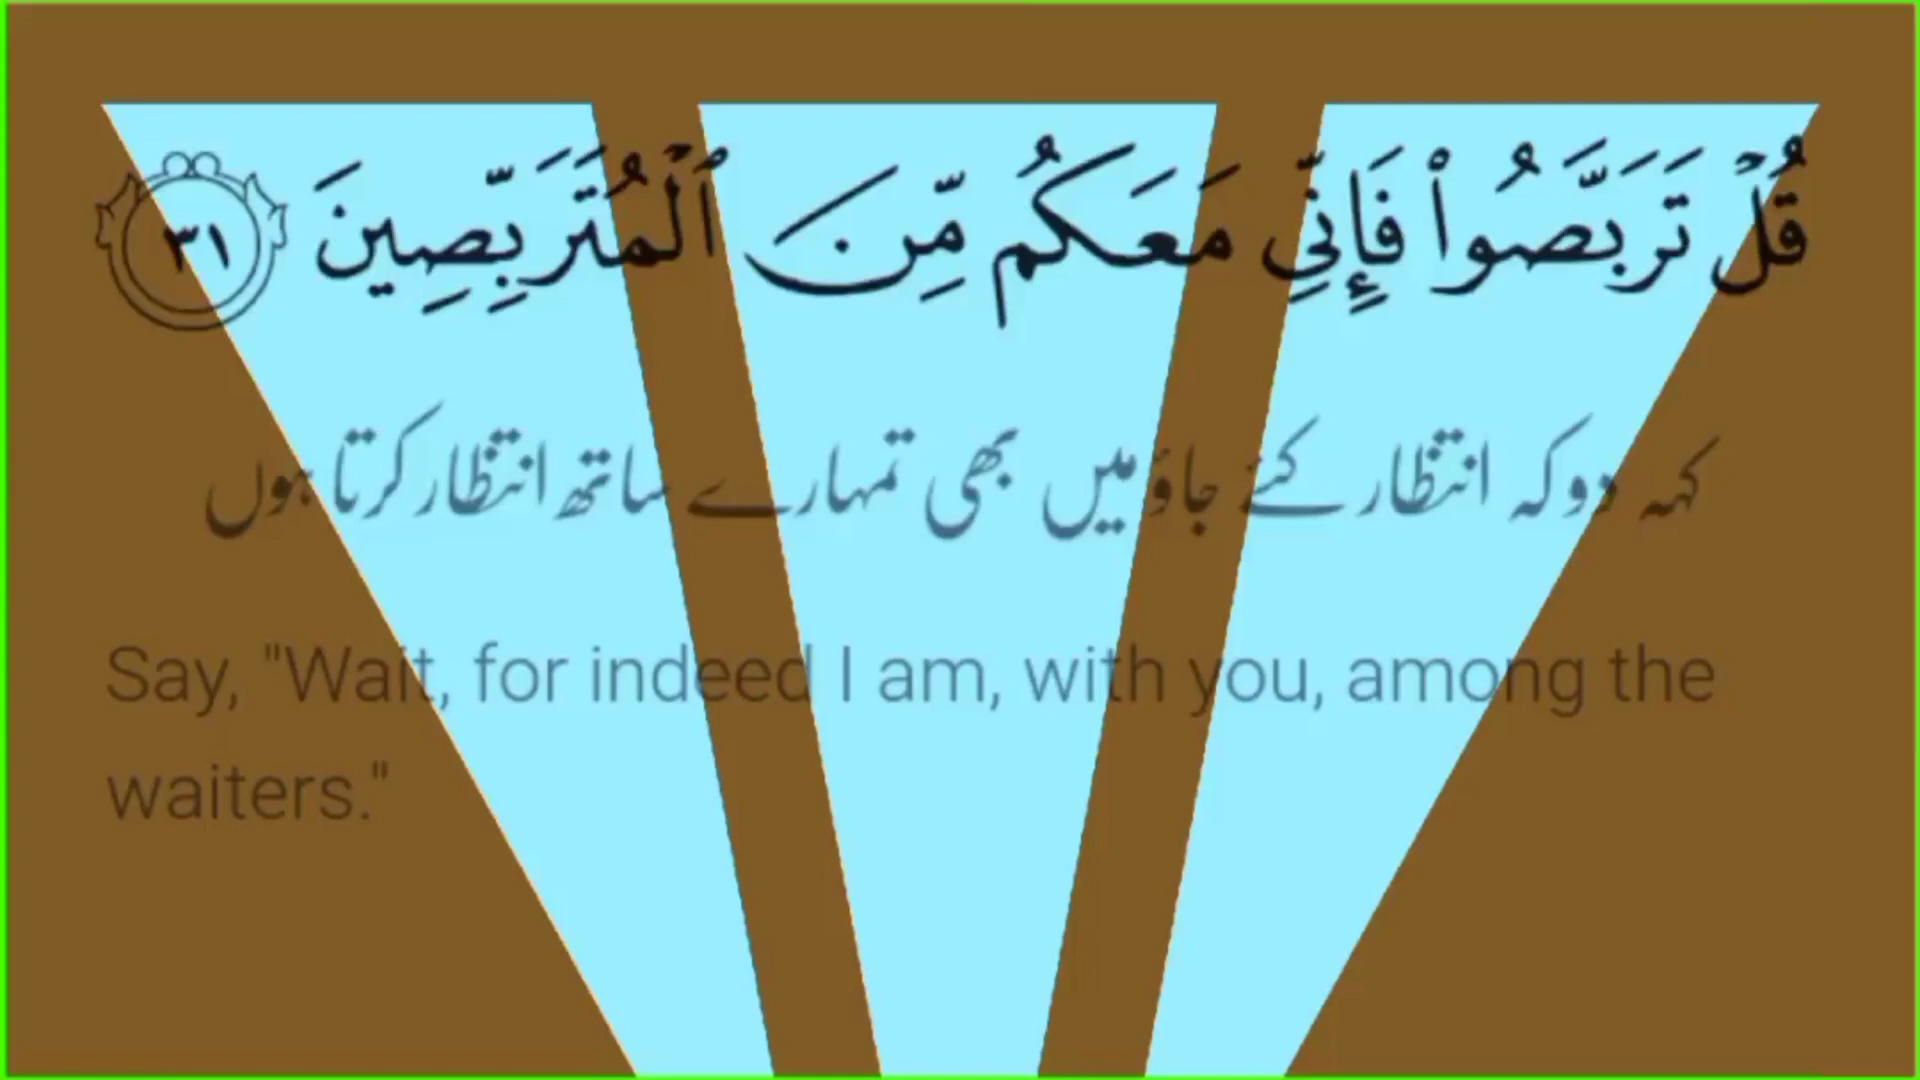 قُلْ تَرَبَّصُوا۟ فَإِنِّى مَعَكُم مِّنَ ٱلْمُتَرَبِّصِينَ ٣١
کہہ دو کہ انتظار کئے جاؤ میں بھی تمہارے ساتھ انتظار کرتا ہوں
Say, "Wait, for indeed I am, with you, among the
waiters."